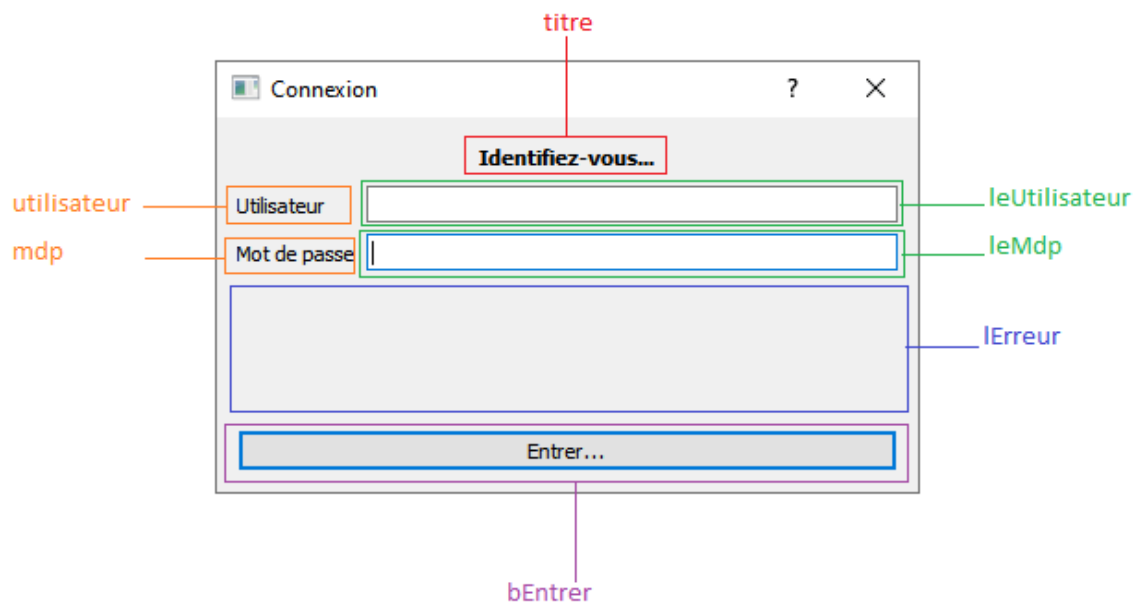 titre
Connexion ?
Identifiez-vous...
utilisateur Utilisateur leUtilisateur
mdp Mot de passe leMdp
lErreur
Entrer...
bEntrer